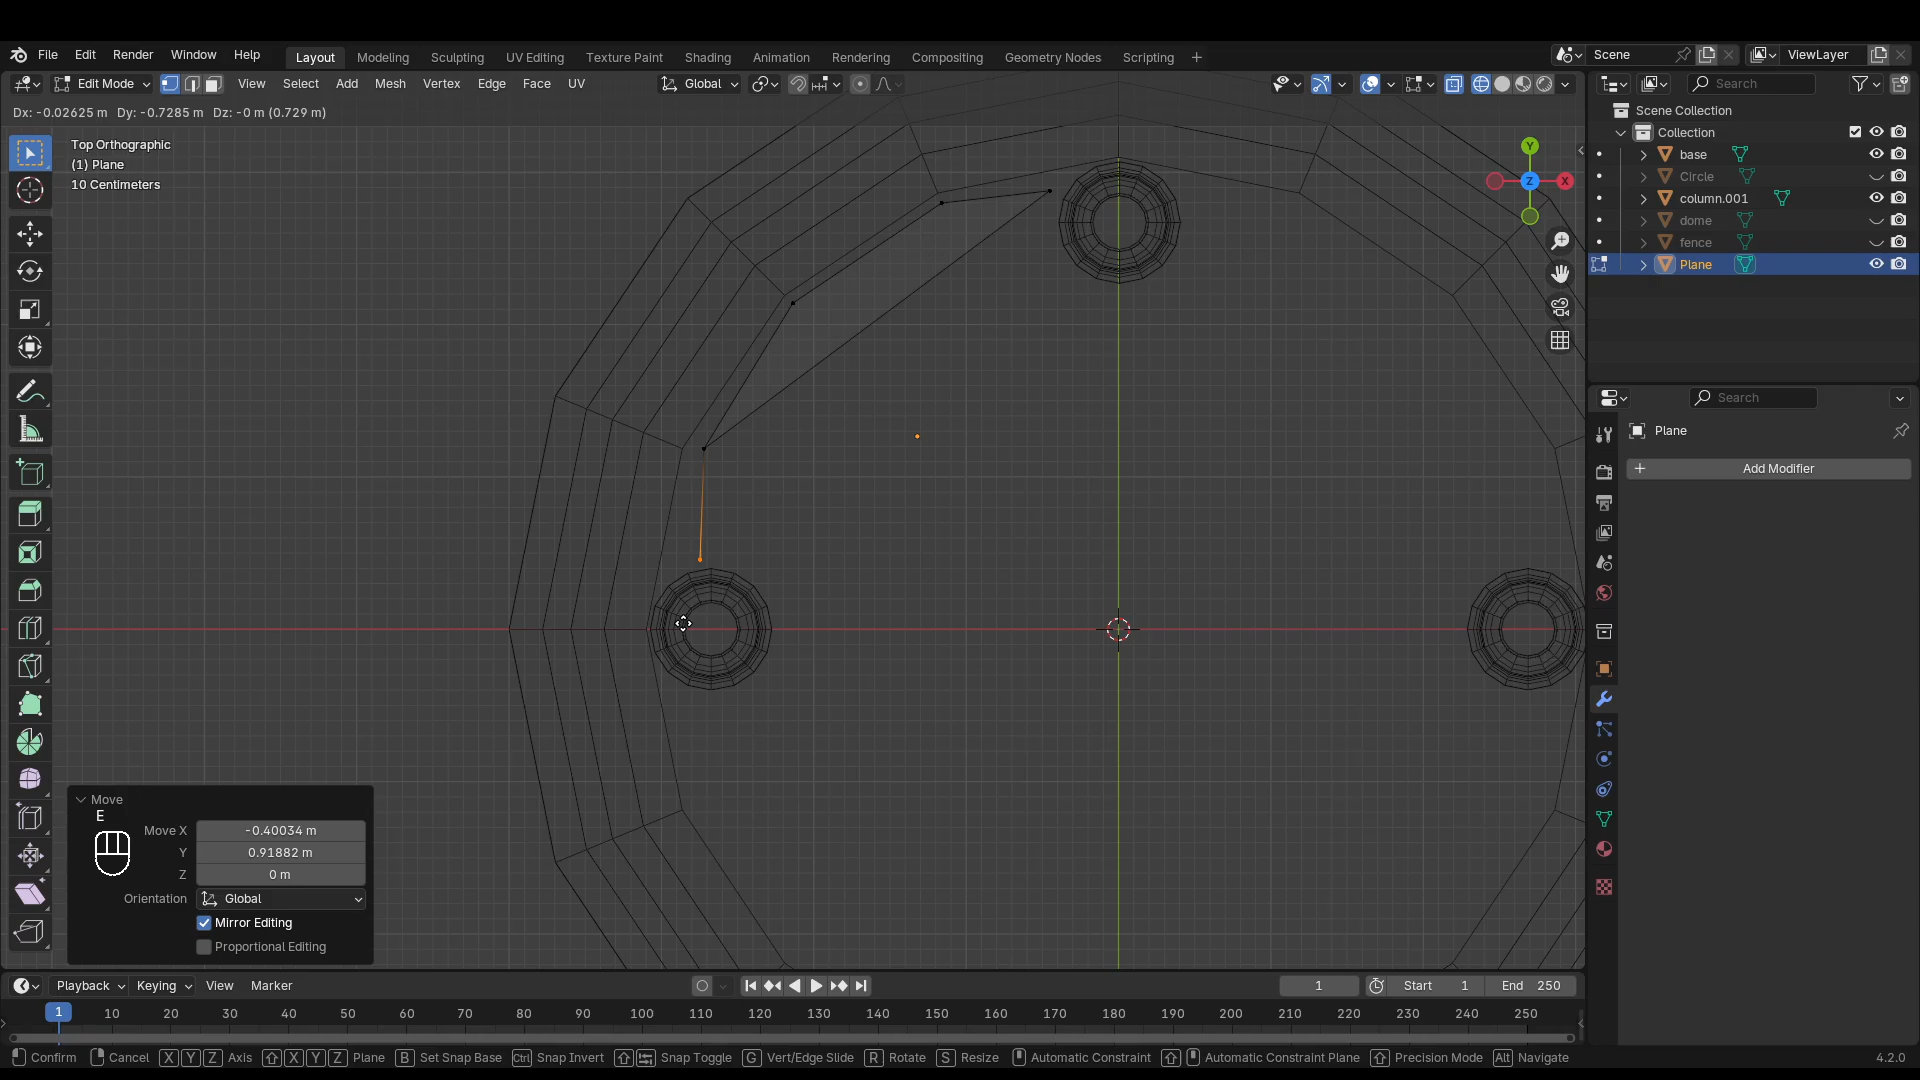 File Edit Render Window Help Layout Modeling Sculpting UV Editing Texture Paint Shading Animation Rendering Compositing Geometry Nodes Scripting + Scene ViewLayer
Edit Mode View Select Add Mesh Vertex Edge Face UV Global Search
Dx: -0.02625 m Dy: -0.7285 m Dz: -0 m (0.729 m)
Top Orthographic
(1) Plane
10 Centimeters
Y
X
Z
Scene Collection
Collection
base
Circle
column.001
dome
fence
Plane
Search
Plane
+ Add Modifier
Move
E
Move X -0.40034 m
Y 0.91882 m
Z 0 m
Orientation Global
Mirror Editing
Proportional Editing
Playback Keying View Marker 1 Start 1 End 250
1 10 20 30 40 50 60 70 80 90 100 110 120 130 140 150 160 170 180 190 200 210 220 230 240 250
Confirm Cancel X Y Z Axis X Y Z Plane B Set Snap Base Ctrl Snap Invert Snap Toggle G Vert/Edge Slide R Rotate S Resize Automatic Constraint Automatic Constraint Plane Precision Mode Alt Navigate 4.2.0